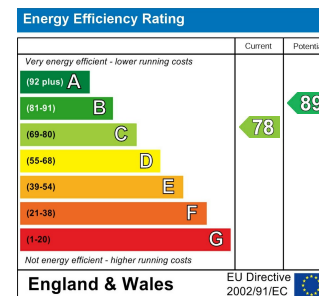 Energy Efficiency Rating
Current Potentia
Very energy efficient - lower running costs
(92 plus) A
(81-91) B
(69-80) C
(55-68) D
(39-54) E
(21-38) F
(1-20) G
78
89
Not energy efficient - higher running costs
England & Wales
EU Directive
2002/91/EC